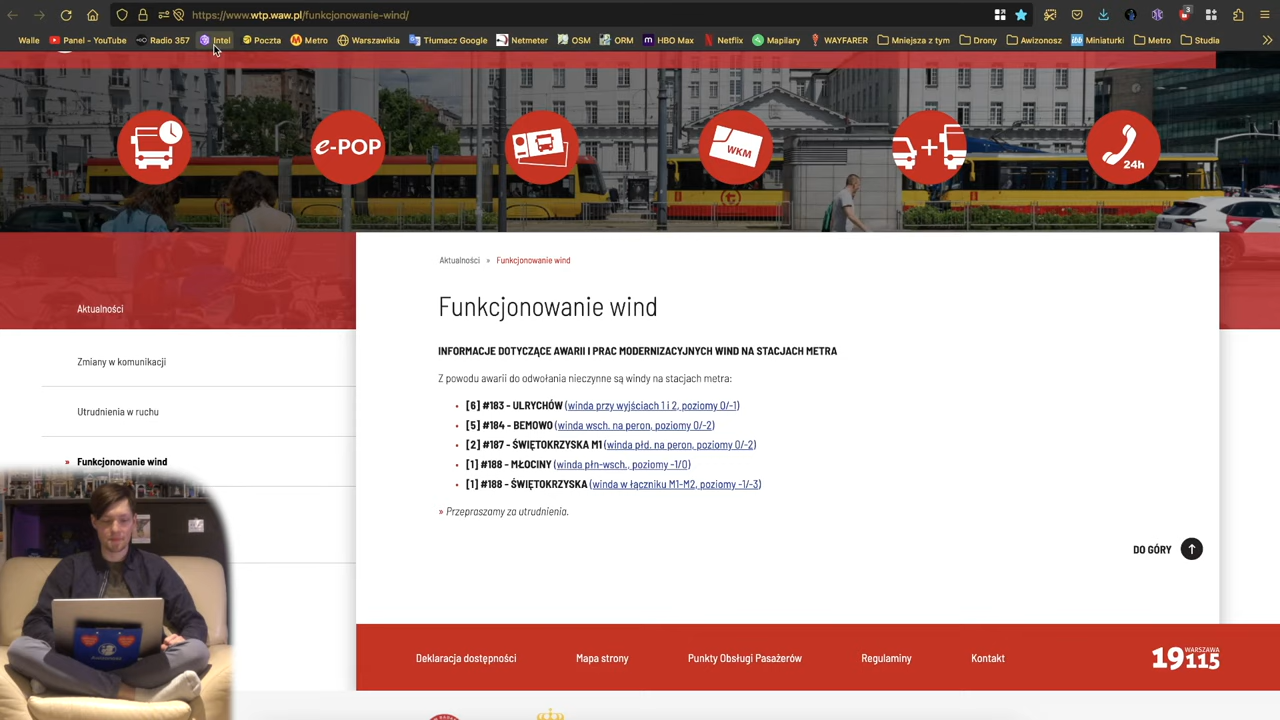 https://www.wtp.waw.pl/funkcjonowanie-wind/
3
Walle Panel - YouTube Radio 357 Intel Poczta Metro Warszawikia Tłumacz Google Netmeter OSM ORM HBO Max Netflix Mapilary WAYFARER Mniejsza z tym Drony Awizonosz Miniaturki Metro Studia
e-POP WKM + 24h
Aktualności » Funkcjonowanie wind
Aktualności
Funkcjonowanie wind
INFORMACJE DOTYCZĄCE AWARII I PRAC MODERNIZACYJNYCH WIND NA STACJACH METRA
Zmiany w komunikacji
Z powodu awarii do odwołania nieczynne są windy na stacjach metra:
• [6] #183 - ULRYCHÓW (winda przy wyjściach 1 i 2, poziomy 0/-1)
Utrudnienia w ruchu
• [5] #184 - BEMOWO (winda wsch. na peron, poziomy 0/-2)
• [2] #187 - ŚWIĘTOKRZYSKA M1 (winda płd. na peron, poziomy 0/-2)
» Funkcjonowanie wind
• [1] #188 - MŁOCINY (winda płn-wsch., poziomy -1/0)
• [1] #188 - ŚWIĘTOKRZYSKA (winda w łączniku M1-M2, poziomy -1/-3)
» Przepraszamy za utrudnienia.
DO GÓRY
Deklaracja dostępności Mapa strony Punkty Obsługi Pasażerów Regulaminy Kontakt 19115 WARSZAWA